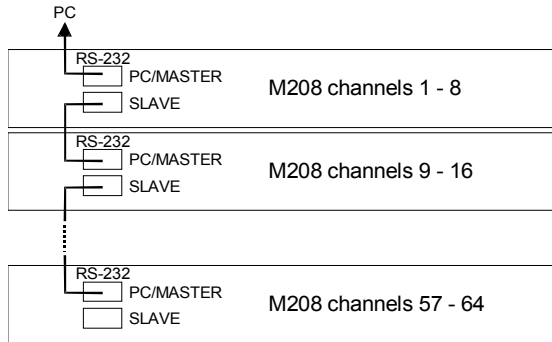 PC
RS-232
PC/MASTER
M208 channels 1 - 8
SLAVE
RS-232
PC/MASTER
M208 channels 9 - 16
SLAVE
RS-232
PC/MASTER
M208 channels 57 - 64
SLAVE